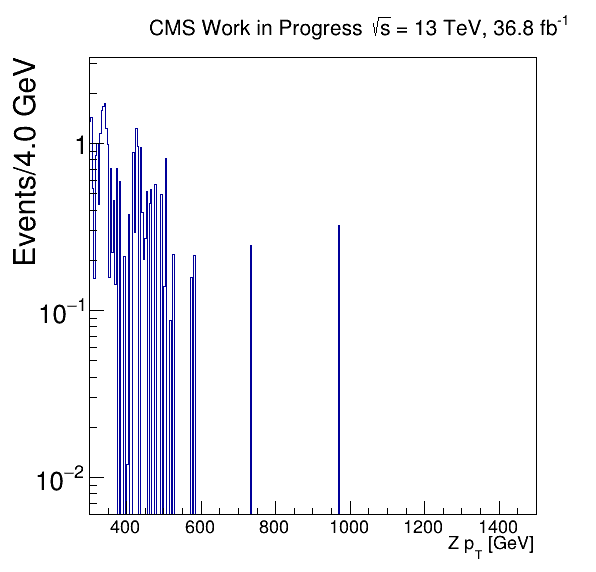 CMS Work in Progress √s = 13 TeV, 36.8 fb⁻¹
Events/4.0 GeV
1
10⁻¹
10⁻²
400 600 800 1000 1200 1400
Z p_T [GeV]